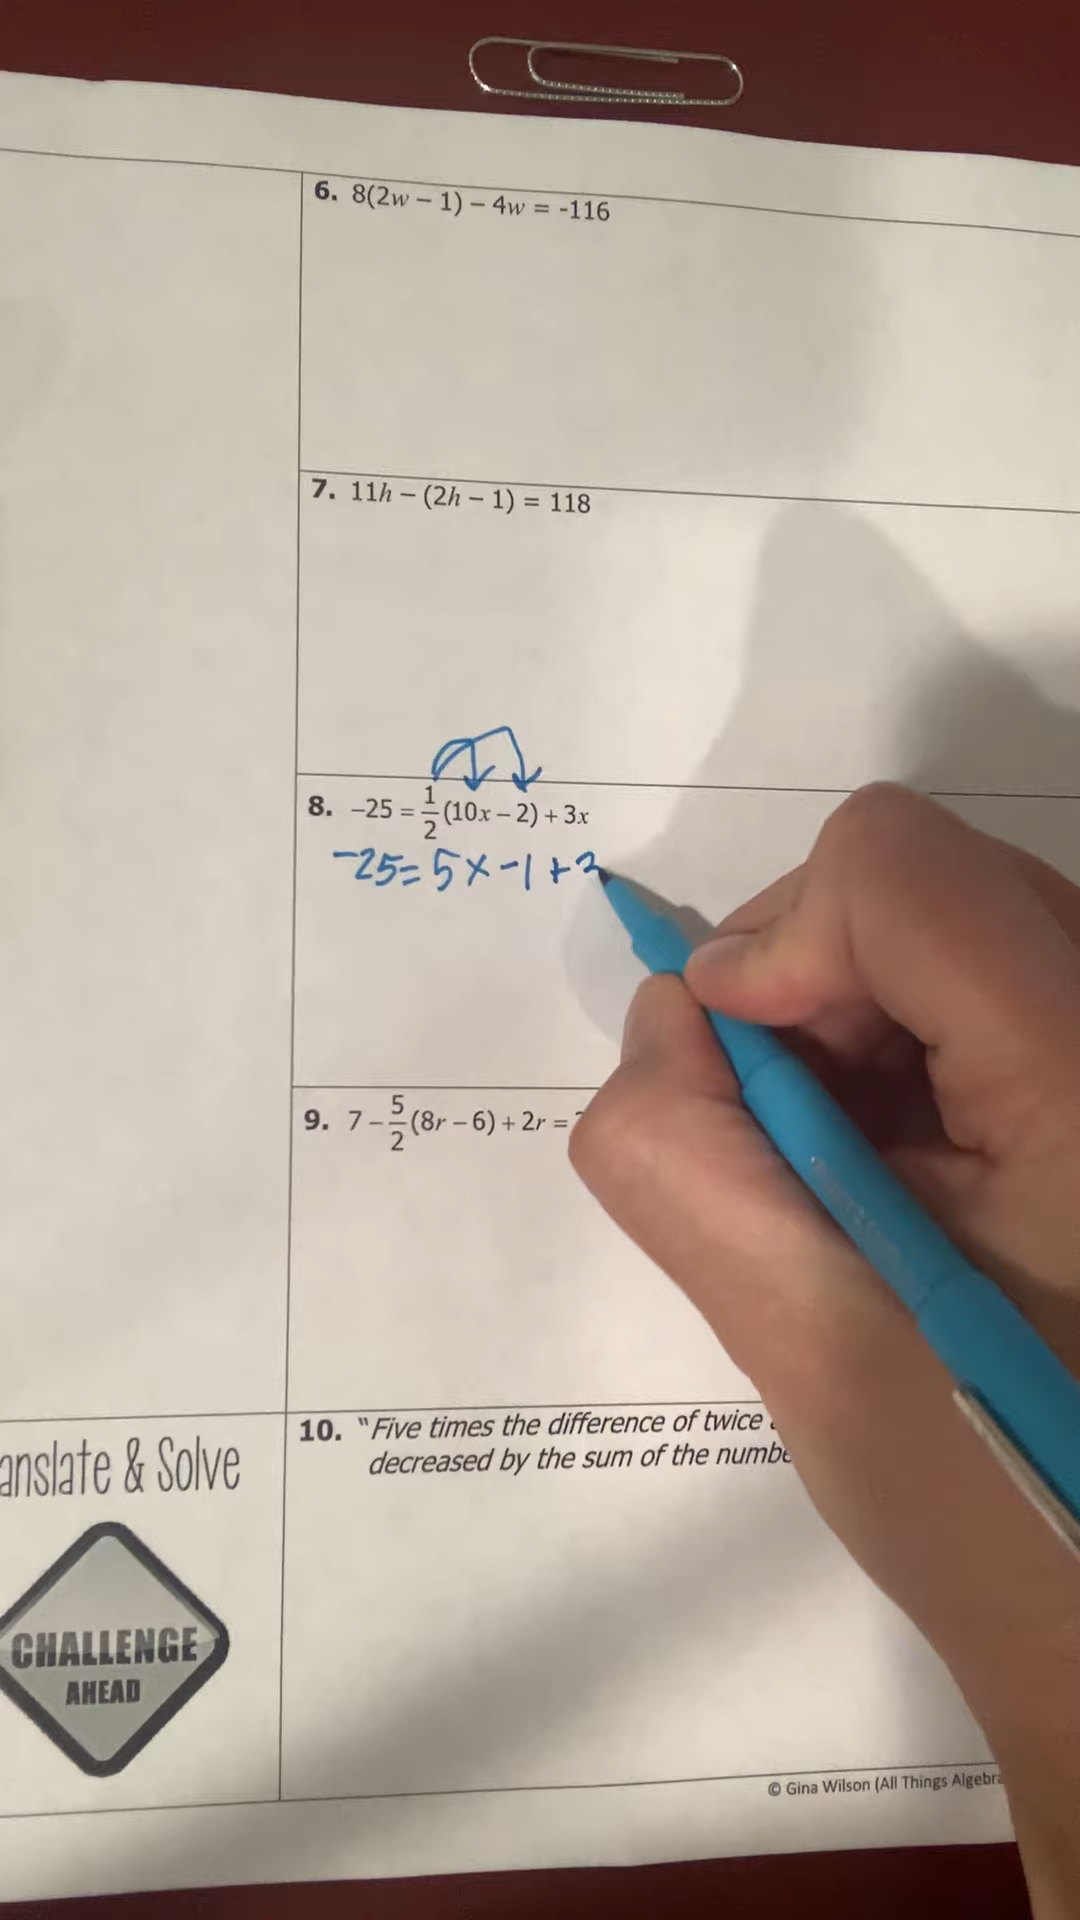 6. 8(2w – 1) – 4w = -116
7. 11h – (2h – 1) = 118
8. –25 = 1/2 (10x – 2) + 3x
-25 = 5x -1 + 3
9. 7 – 5/2 (8r – 6) + 2r =
anslate & Solve
CHALLENGE
AHEAD
10. "Five times the difference of twice
decreased by the sum of the numbe
© Gina Wilson (All Things Algebra